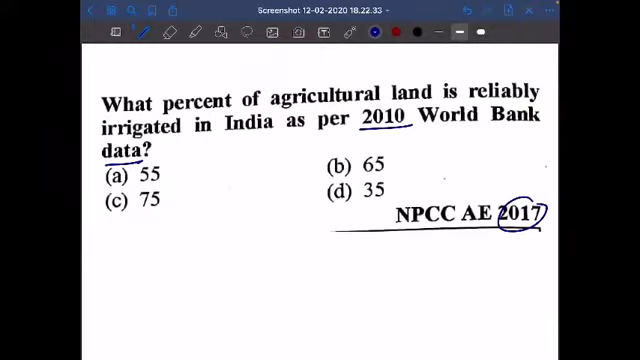 Screenshot 12-02-2020 18.22.33
What percent of agricultural land is reliably
irrigated in India as per 2010 World Bank
data?
(a) 55
(b) 65
(c) 75
(d) 35
NPCC AE 2017